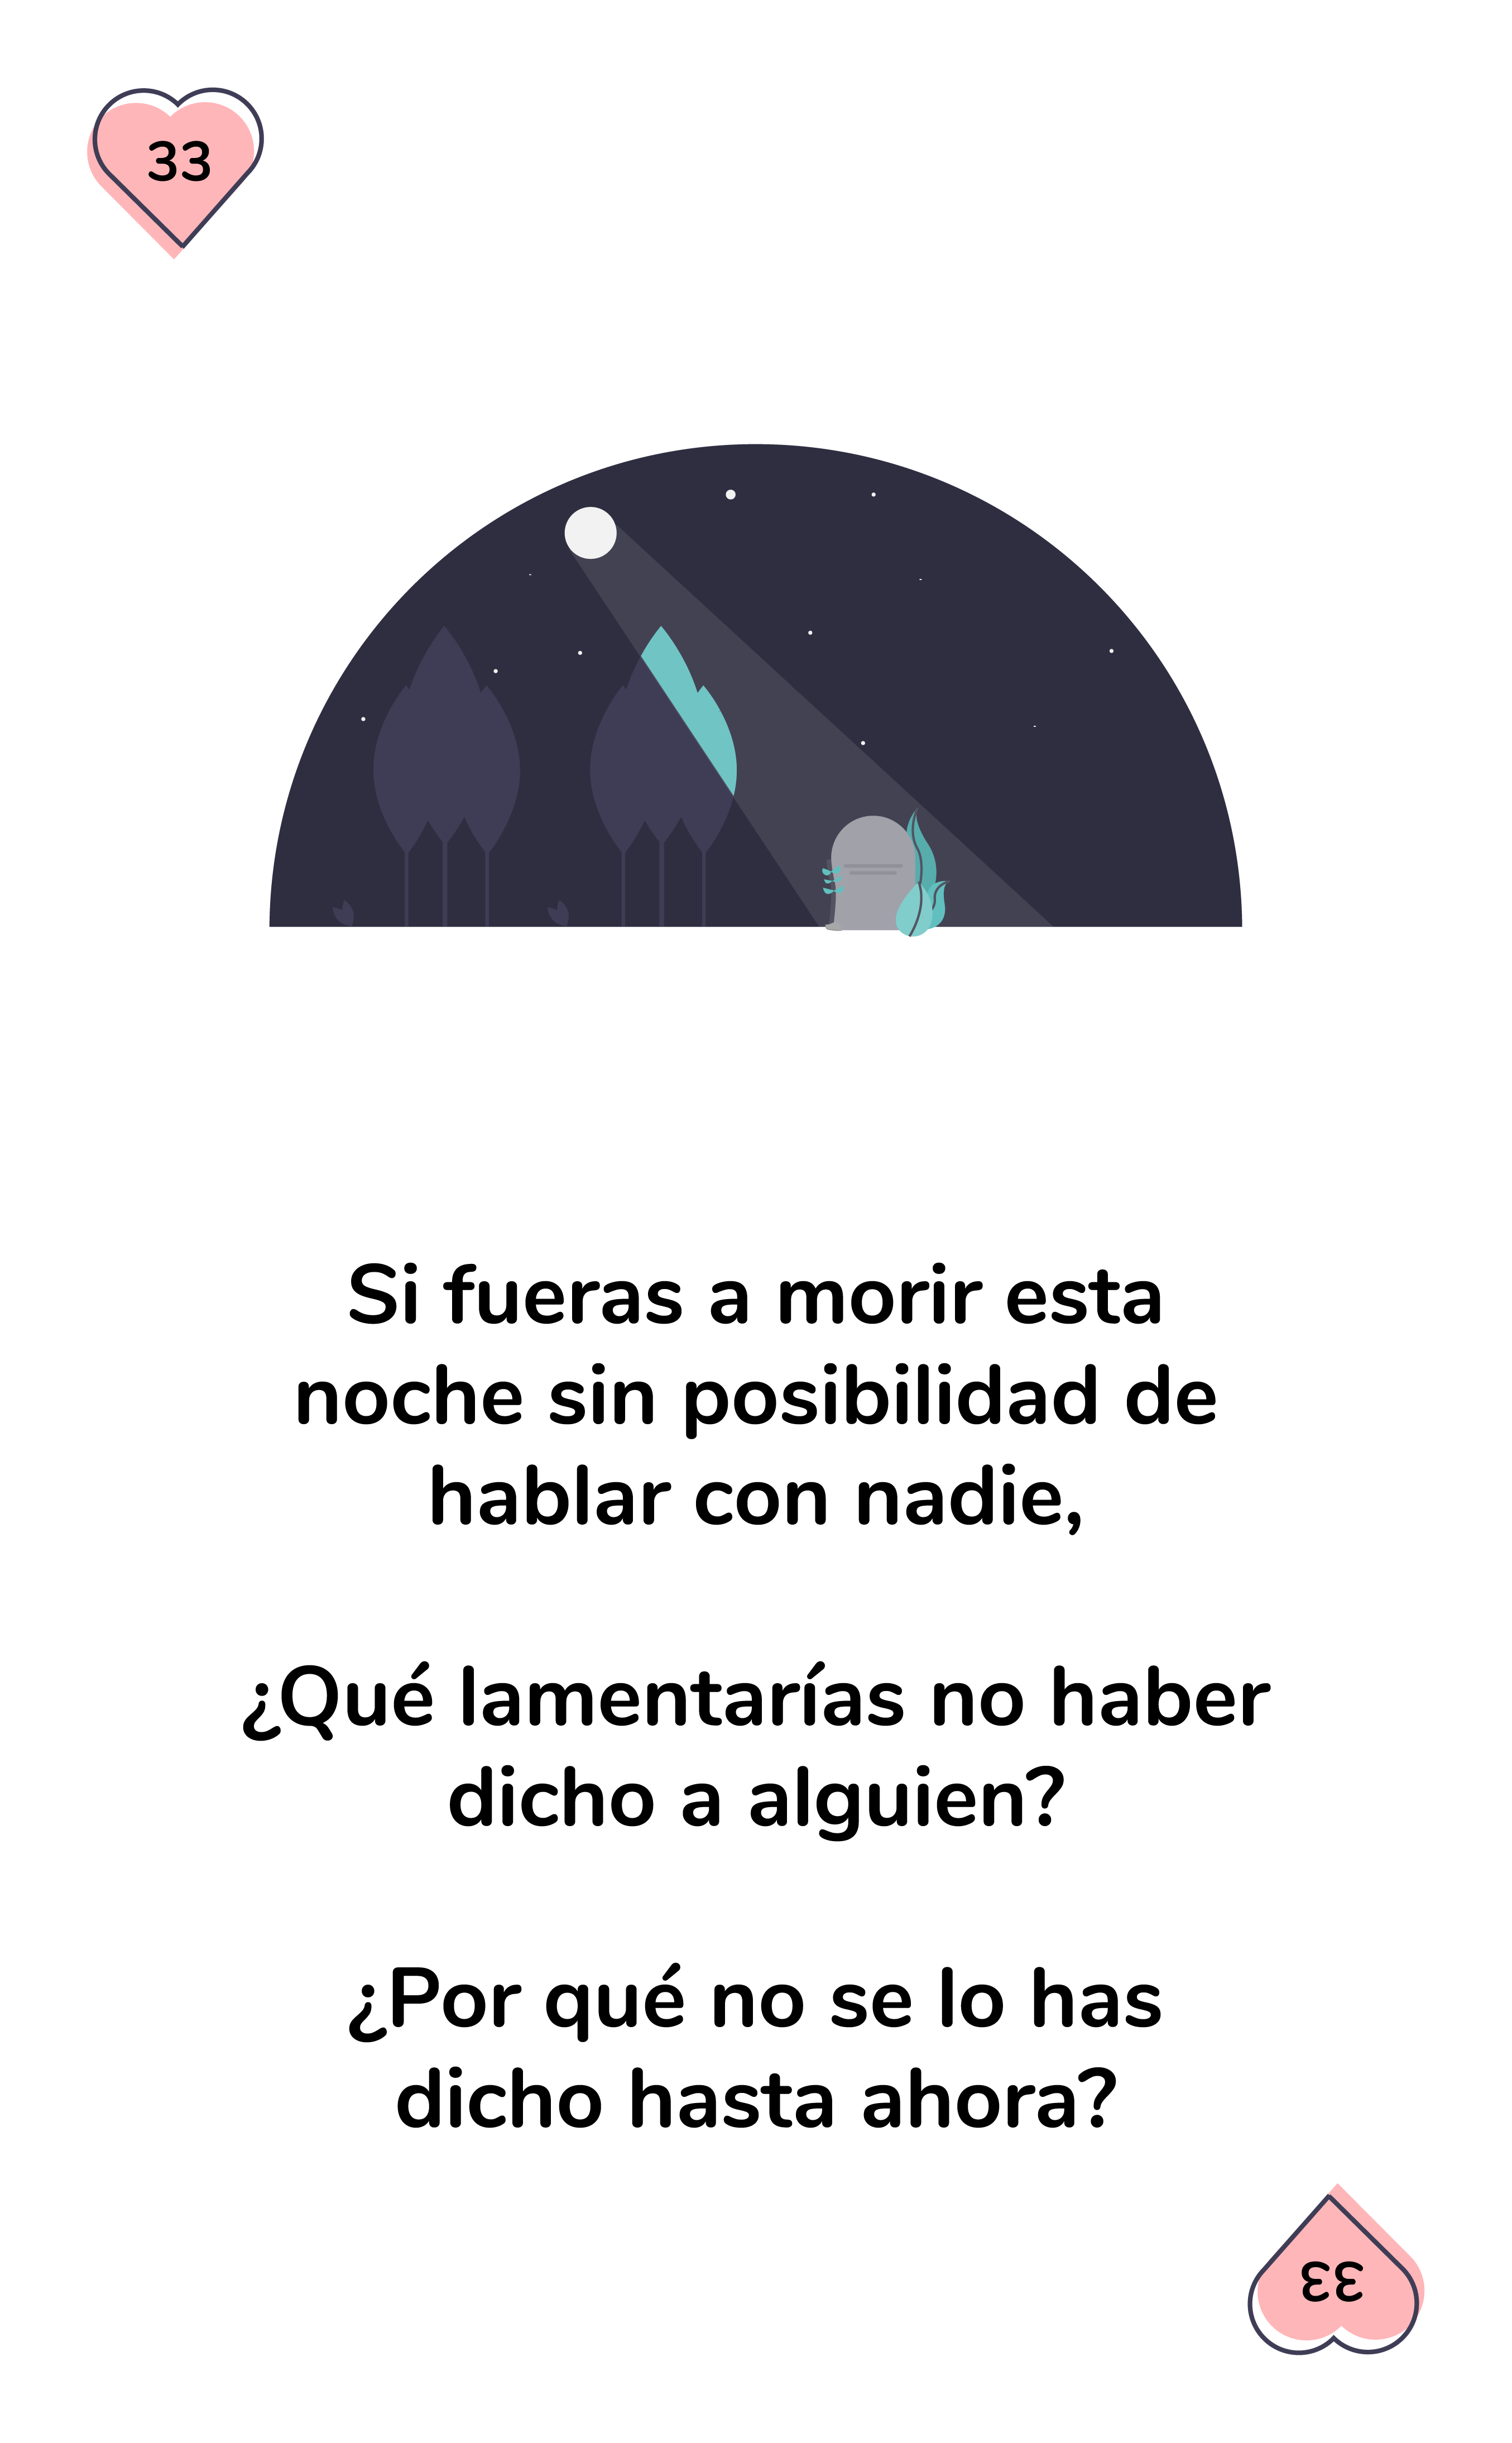 33
Si fueras a morir esta
noche sin posibilidad de
hablar con nadie,
¿Qué lamentarías no haber
dicho a alguien?
¿Por qué no se lo has
dicho hasta ahora?
33